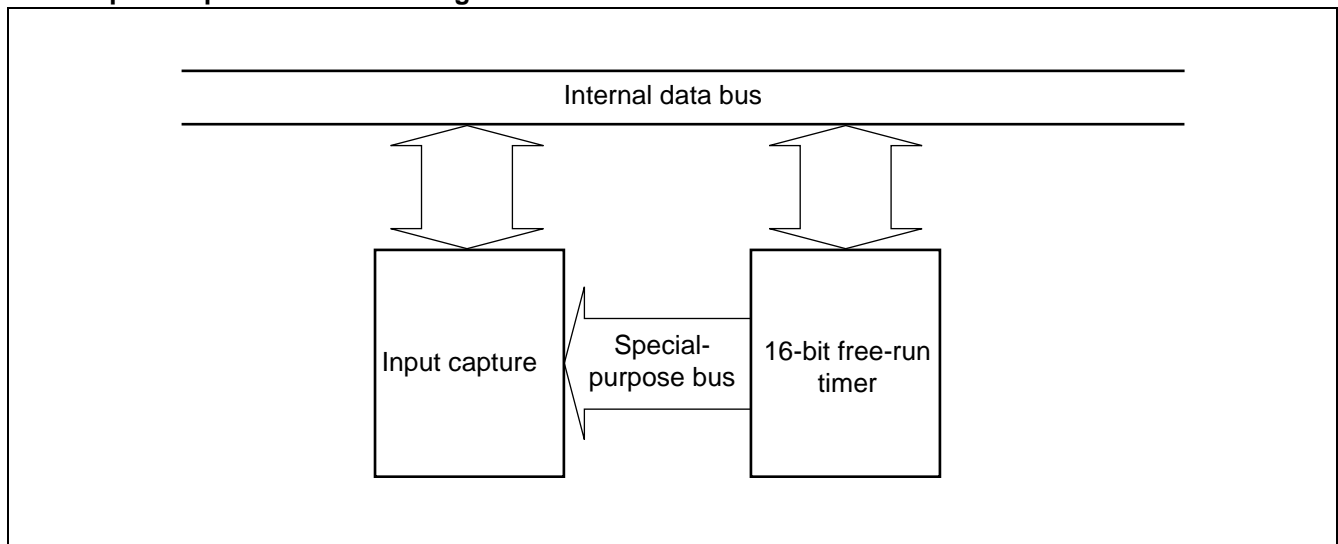 Internal data bus
Input capture
Special-
purpose bus
16-bit free-run
timer